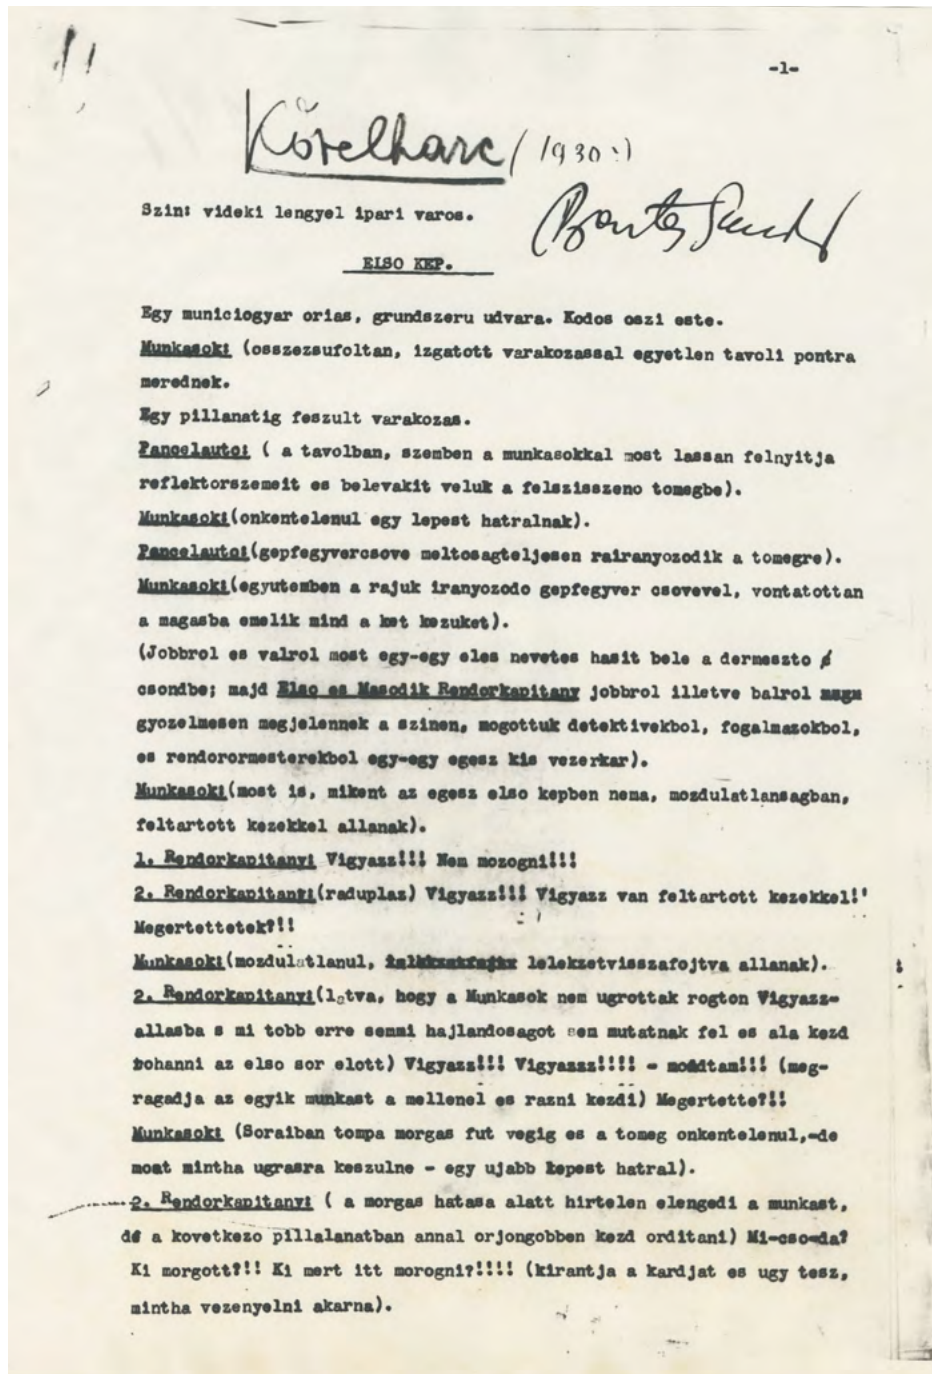 -1-
Közelharc (1930?)
Szin: videki lengyel ipari varos.
ELSO KEP.
Egy municiogyar orias, grundszeru udvara. Kodos oszi este.
Munkasok: (osszezsufoltan, izgatott varakozassal egyetlen tavoli pontra
merednek.
Egy pillanatig feszult varakozas.
Pancelauto: ( a tavolban, szemben a munkasokkal most lassan felnyitja
reflektorszemeit es belevakit veluk a felszisszeno tomegbe).
Munkasok:(onkentelenul egy lepest hatralnak).
Pancelauto:(gepfegyvercsove meltosagteljesen rairanyozodik a tomegre).
Munkasok:(egyutemben a rajuk iranyozodo gepfegyver csovevel, vontatottan
a magasba emelik mind a ket kezuket).
(Jobbrol es valrol most egy-egy eles nevetes hasit bele a dermeszto
csondbe; majd Elso es Masodik Rendorkapitany jobbrol illetve balrol
gyozelmesen megjelennek a szinen, mogottuk detektivekbol, fogalmazokbol,
es rendorormesterekbol egy-egy egesz kis vezerkar).
Munkasok:(most is, mikent az egesz elso kepben nema, mozdulatlansagban,
feltartott kezekkel allanak).
1. Rendorkapitany: Vigyazz!!! Nem mozogni!!!
2. Rendorkapitany:(raduplaz) Vigyazz!!! Vigyazz van feltartott kezekkel!'
Megertettetek?!!
Munkasok:(mozdulatlanul, lelekzetvisszafojtva allanak).
2. Rendorkapitany:(latva, hogy a Munkasok nem ugrottak rogton Vigyazz-
allasba s mi tobb erre semmi hajlandosagot sem mutatnak fel es ala kezd
rohanni az elso sor elott) Vigyazz!!! Vigyazzz!!!! - mondtam!!! (meg-
ragadja az egyik munkast a mellenel es razni kezdi) Megertette?!!
Munkasok: (Soraiban tompa morgas fut vegig es a tomeg onkentelenul,-de
most mintha ugrasra keszulne - egy ujabb lepest hatral).
2. Rendorkapitany: ( a morgas hatasa alatt hirtelen elengedi a munkast,
de a kovetkezo pillalanatban annal orjongobben kezd orditani) Mi-cso-da?
Ki morgott?!! Ki mert itt morogni?!!!! (kirantja a kardjat es ugy tesz,
mintha vezenyelni akarna).